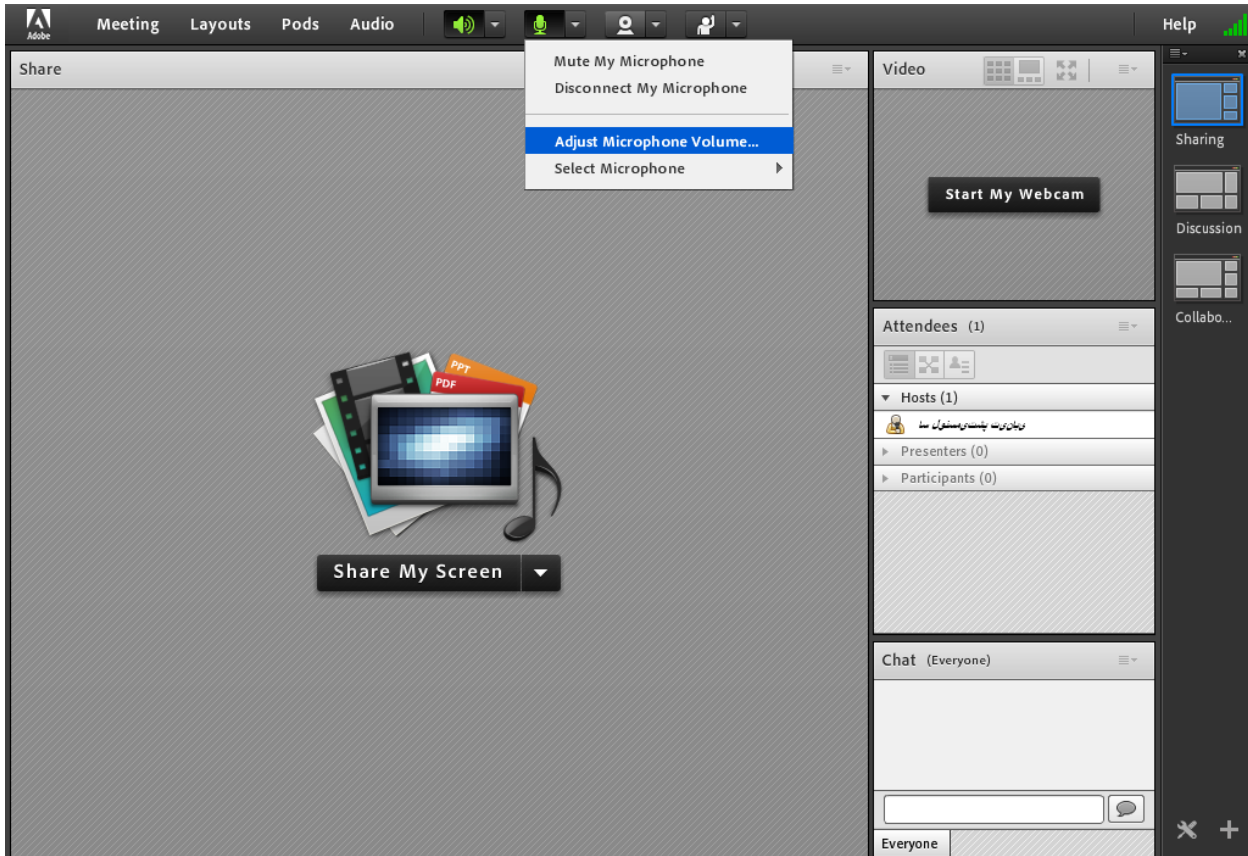 Adobe
Meeting Layouts Pods Audio Help
Mute My Microphone
Disconnect My Microphone
Adjust Microphone Volume...
Select Microphone
Share
PPT
PDF
Share My Screen
Video
Start My Webcam
Attendees (1)
Hosts (1)
Presenters (0)
Participants (0)
Chat (Everyone)
Everyone
Sharing
Discussion
Collabo...